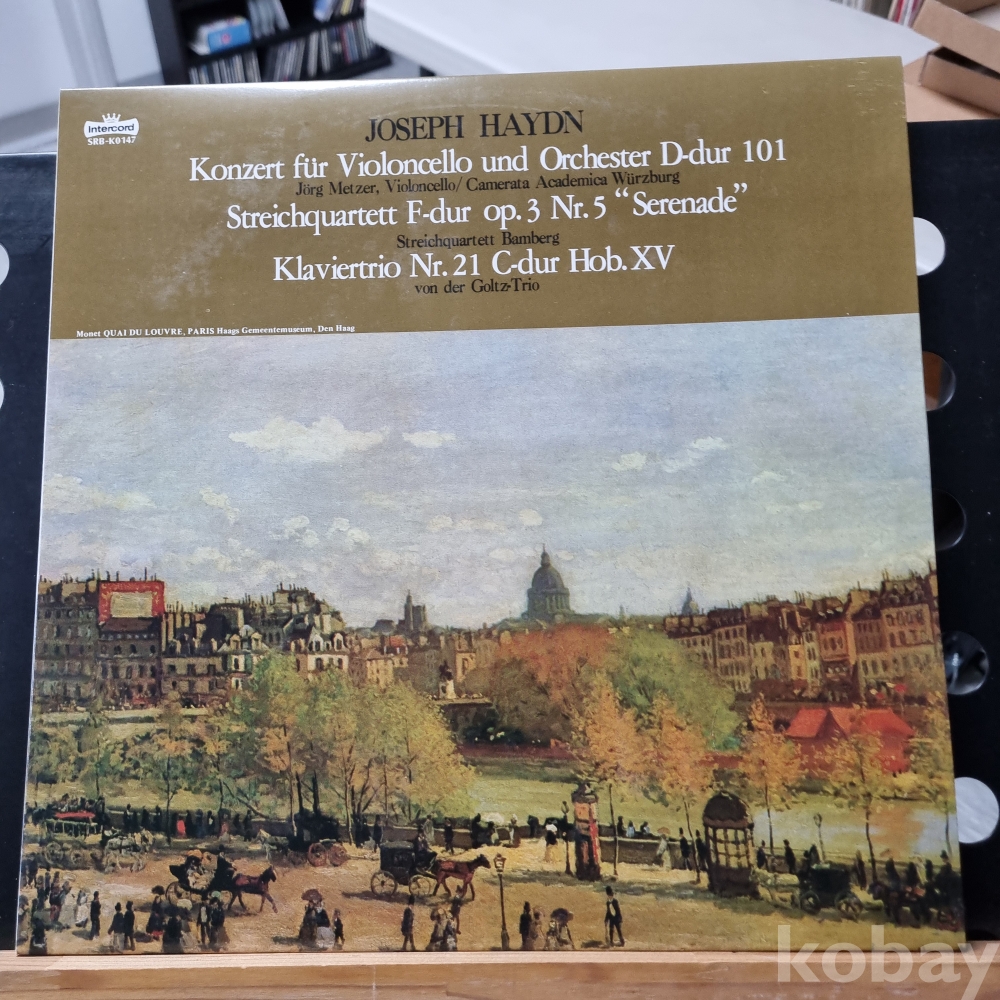 Intercord
SRB-K0147
JOSEPH HAYDN
Konzert für Violoncello und Orchester D-dur 101
Jörg Metzer, Violoncello/Camerata Academica Würzburg
Streichquartett F-dur op.3 Nr.5 “Serenade”
Streichquartett Bamberg
Klaviertrio Nr.21 C-dur Hob.XV
von der Goltz-Trio
Monet QUAI DU LOUVRE, PARIS Haags Gemeentemuseum, Den Haag
kobay